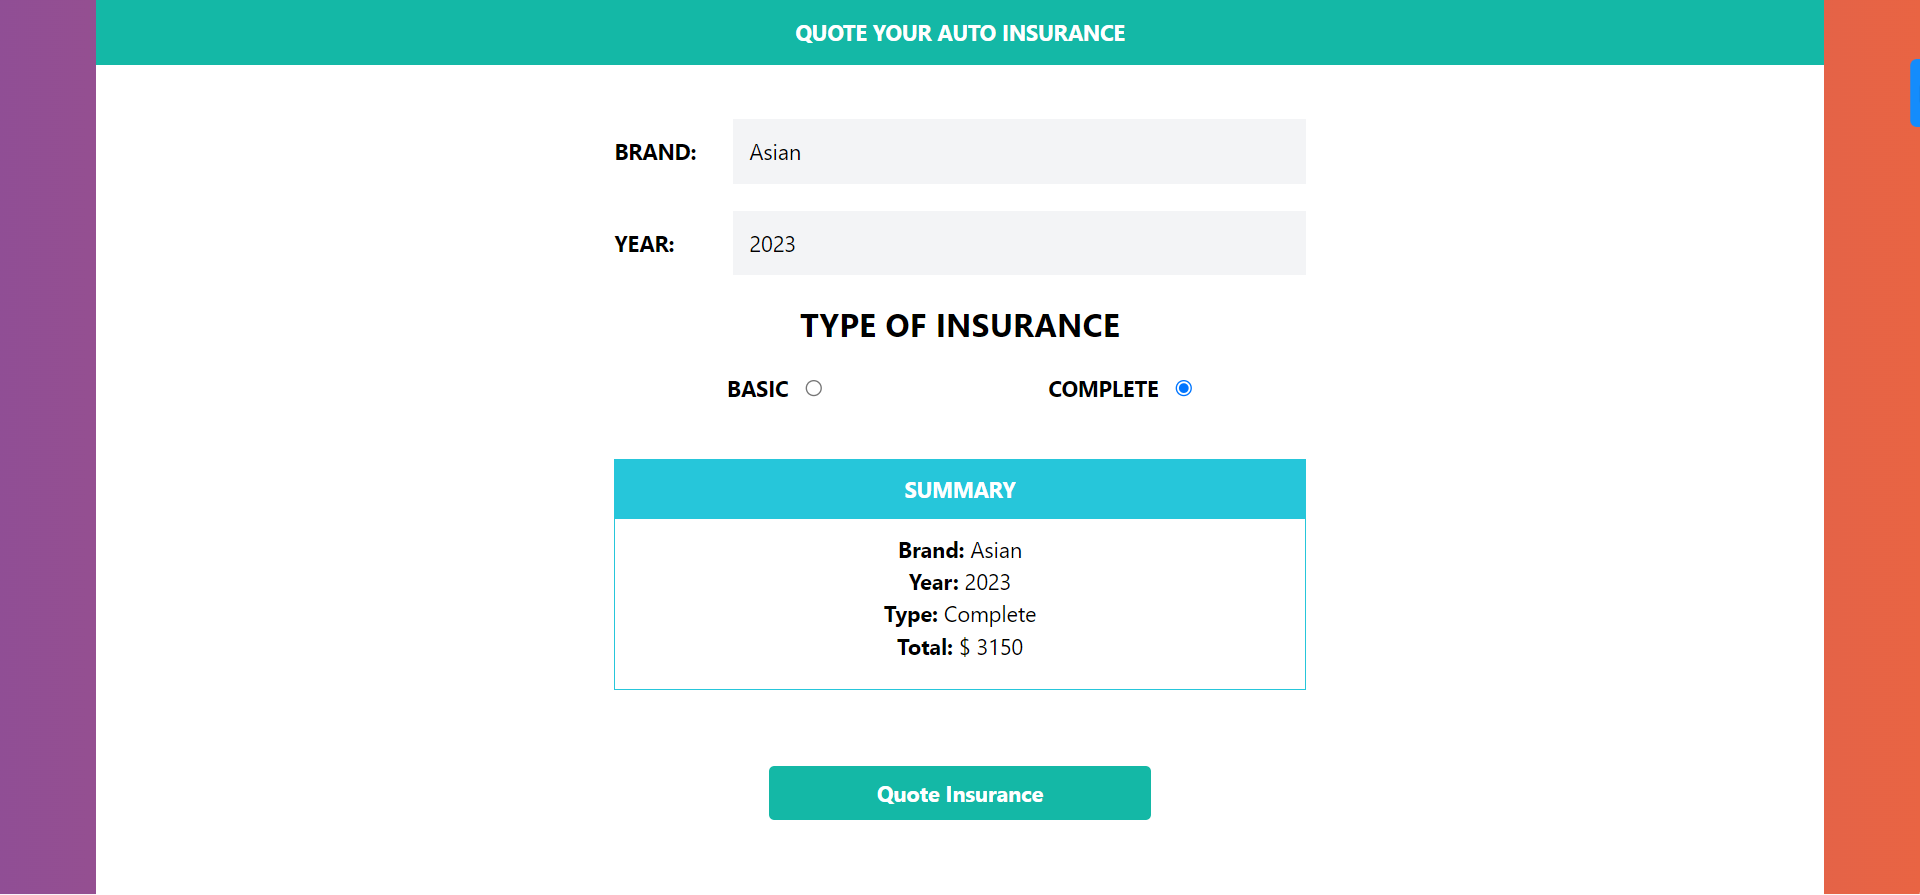 QUOTE YOUR AUTO INSURANCE
BRAND: Asian
YEAR: 2023
TYPE OF INSURANCE
BASIC COMPLETE
SUMMARY
Brand: Asian
Year: 2023
Type: Complete
Total: $ 3150
Quote Insurance